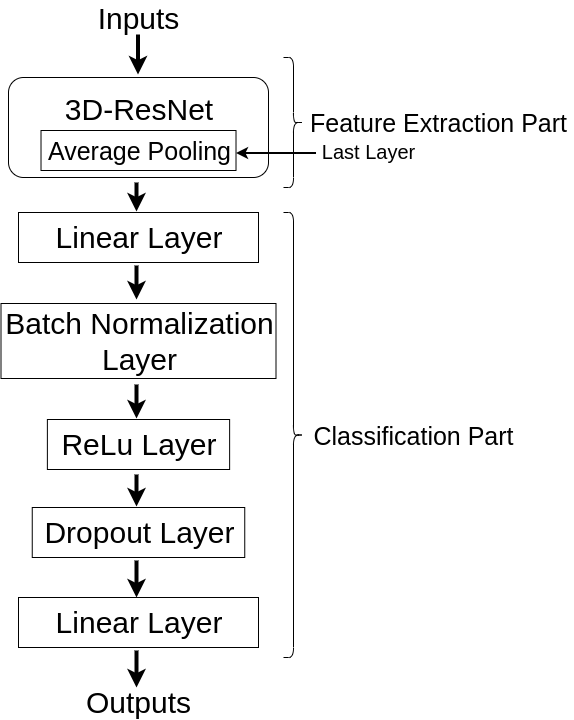 Inputs
3D-ResNet
Average Pooling
Feature Extraction Part
Last Layer
Linear Layer
Batch Normalization
Layer
ReLu Layer
Classification Part
Dropout Layer
Linear Layer
Outputs